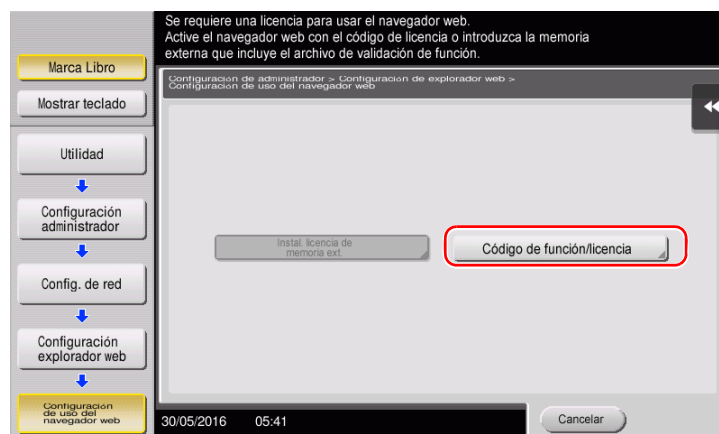 Se requiere una licencia para usar el navegador web.
Active el navegador web con el código de licencia o introduzca la memoria
externa que incluye el archivo de validación de función.
Marca Libro
Configuración de administrador > Configuración de explorador web >
Configuración de uso del navegador web
Mostrar teclado
Utilidad
Configuración
administrador
Instal. licencia de
memoria ext.
Código de función/licencia
Config. de red
Configuración
explorador web
Configuración
de uso del
navegador web
30/05/2016 05:41
Cancelar